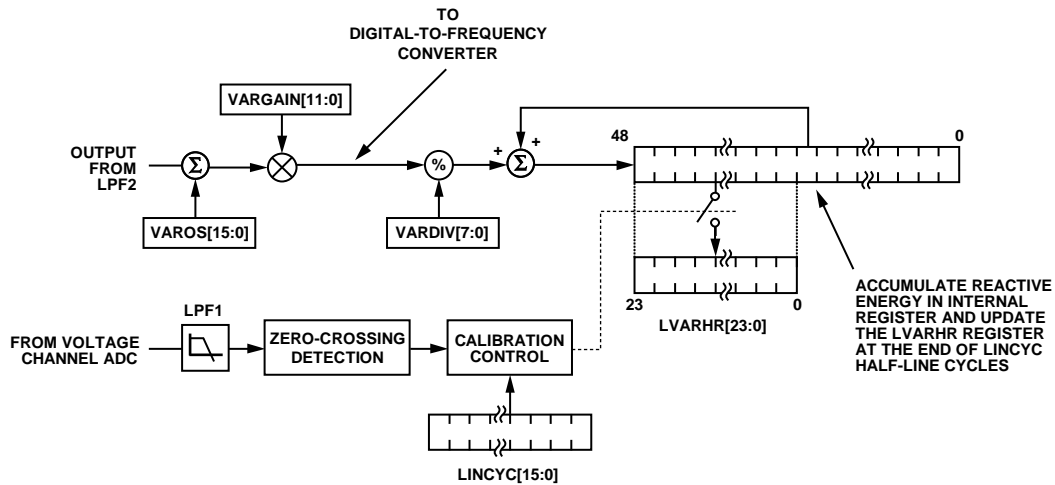 TO
DIGITAL-TO-FREQUENCY
CONVERTER
VARGAIN[11:0]
OUTPUT
FROM
LPF2
Σ
%
+
+
Σ
48
0
VAROS[15:0]
VARDIV[7:0]
23
0
LVARHR[23:0]
ACCUMULATE REACTIVE
ENERGY IN INTERNAL
REGISTER AND UPDATE
THE LVARHR REGISTER
AT THE END OF LINCYC
HALF-LINE CYCLES
LPF1
FROM VOLTAGE
CHANNEL ADC
ZERO-CROSSING
DETECTION
CALIBRATION
CONTROL
LINCYC[15:0]